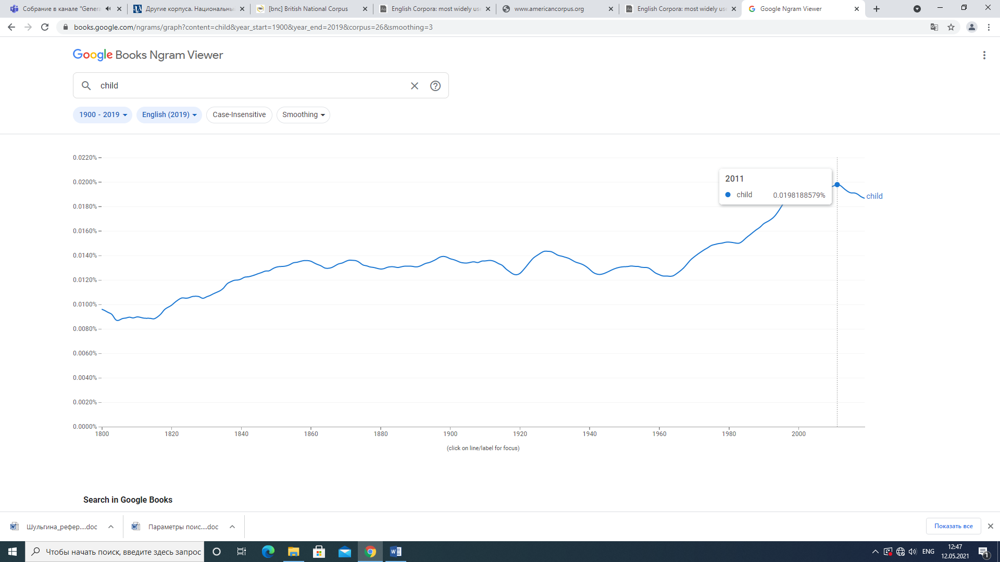 Собрание в канале "Genera
Другие корпуса. Национальны
[bnc] British National Corpus
English Corpora: most widely us
www.americancorpus.org
English Corpora: most widely us
Google Ngram Viewer
books.google.com/ngrams/graph?content=child&year_start=1900&year_end=2019&corpus=26&smoothing=3
Google Books Ngram Viewer
child
1900 - 2019
English (2019)
Case-Insensitive
Smoothing
0.0220%
0.0200%
0.0180%
0.0160%
0.0140%
0.0120%
0.0100%
0.0080%
0.0060%
0.0040%
0.0020%
0.0000%
2011
child 0.0198188579%
child
1800 1820 1840 1860 1880 1900 1920 1940 1960 1980 2000
(click on line/label for focus)
Search in Google Books
Шульгина_рефер....doc
Параметры поис....doc
Показать все
Чтобы начать поиск, введите здесь запрос
ENG
12:47
12.05.2021
1